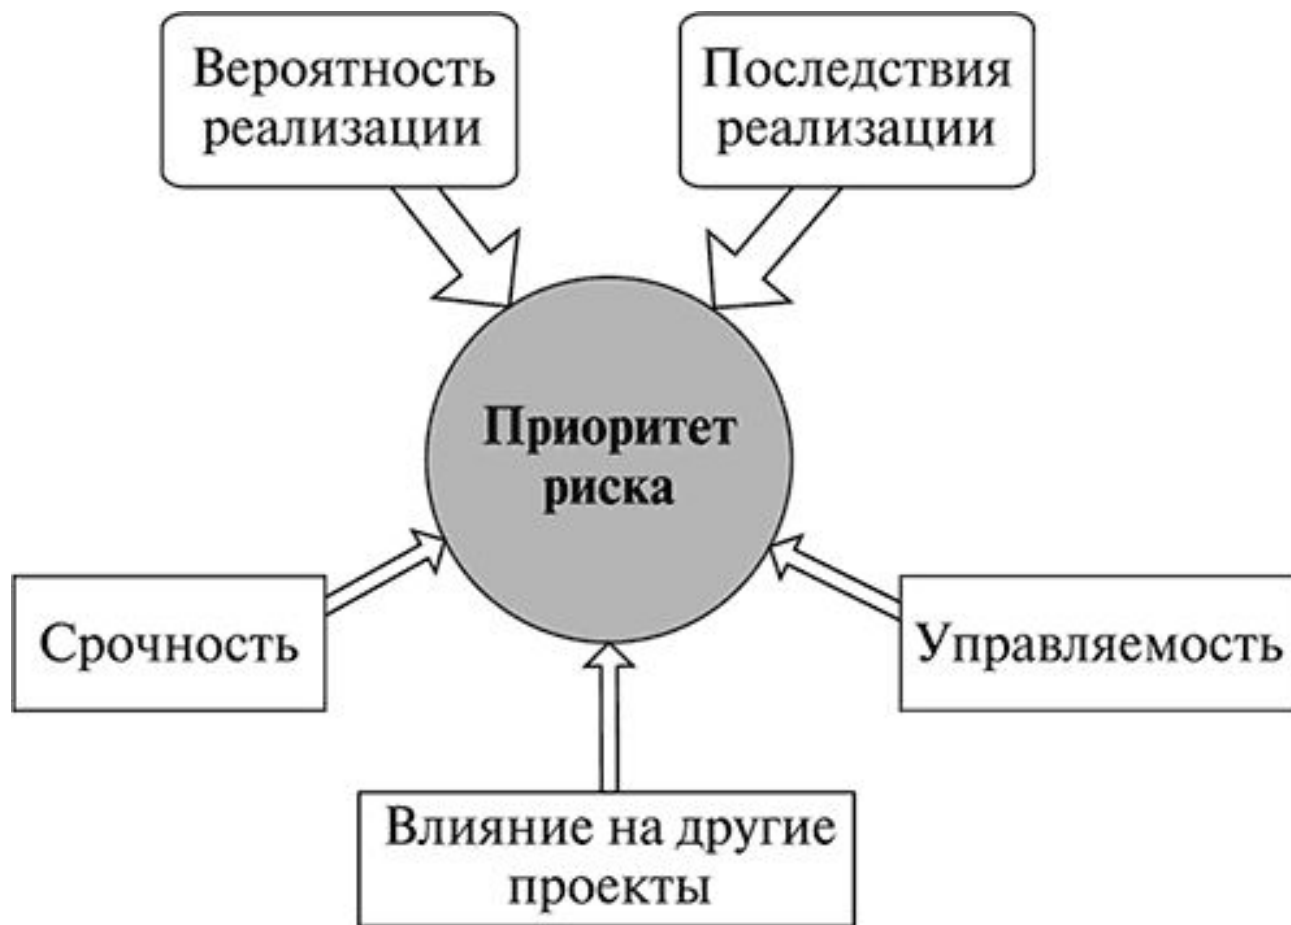 Вероятность
реализации
Последствия
реализации
Приоритет
риска
Срочность
Управляемость
Влияние на другие
проекты